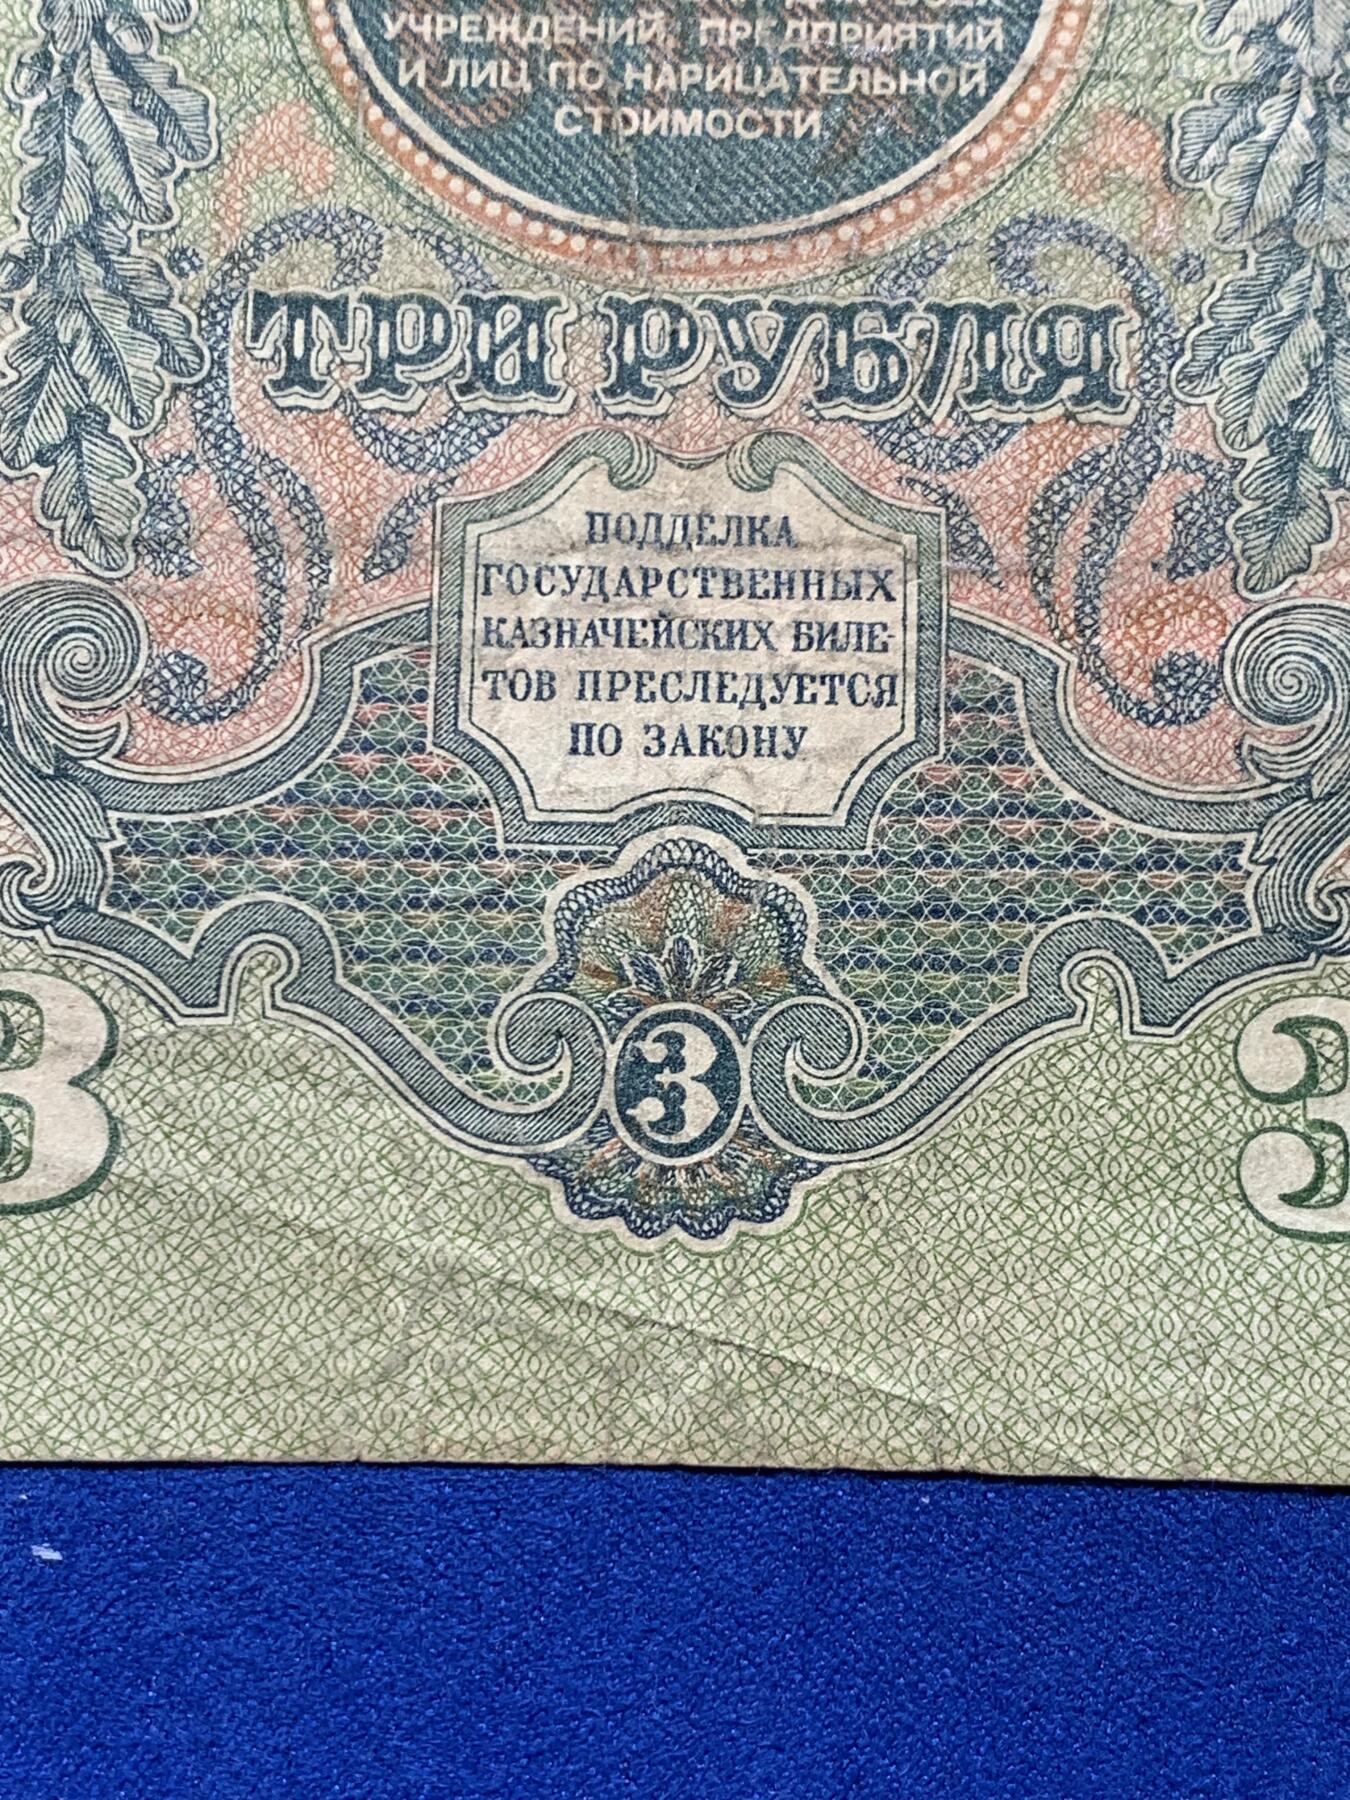 УЧРЕЖДЕНИЙ, ПРЕДПРИЯТИЙ
И ЛИЦ ПО НАРИЦАТЕЛЬНОЙ
СТОИМОСТИ
ТРИ РУБЛЯ
ПОДДЕЛКА
ГОСУДАРСТВЕННЫХ
КАЗНАЧЕЙСКИХ БИЛЕ-
ТОВ ПРЕСЛЕДУЕТСЯ
ПО ЗАКОНУ
3
3
3